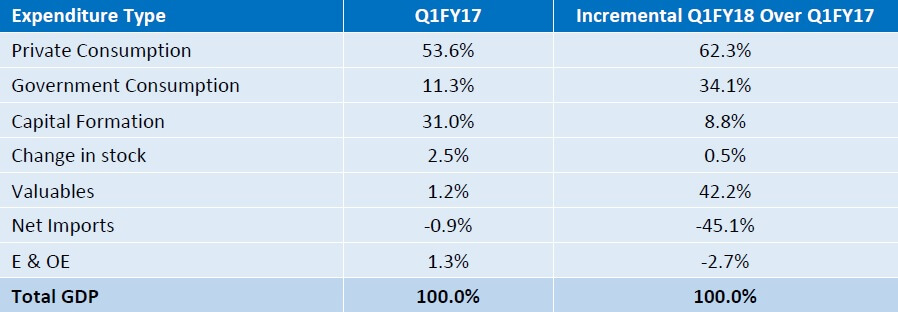 Expenditure Type Q1FY17 Incremental Q1FY18 Over Q1FY17
Private Consumption 53.6% 62.3%
Government Consumption 11.3% 34.1%
Capital Formation 31.0% 8.8%
Change in stock 2.5% 0.5%
Valuables 1.2% 42.2%
Net Imports -0.9% -45.1%
E & OE 1.3% -2.7%
Total GDP 100.0% 100.0%